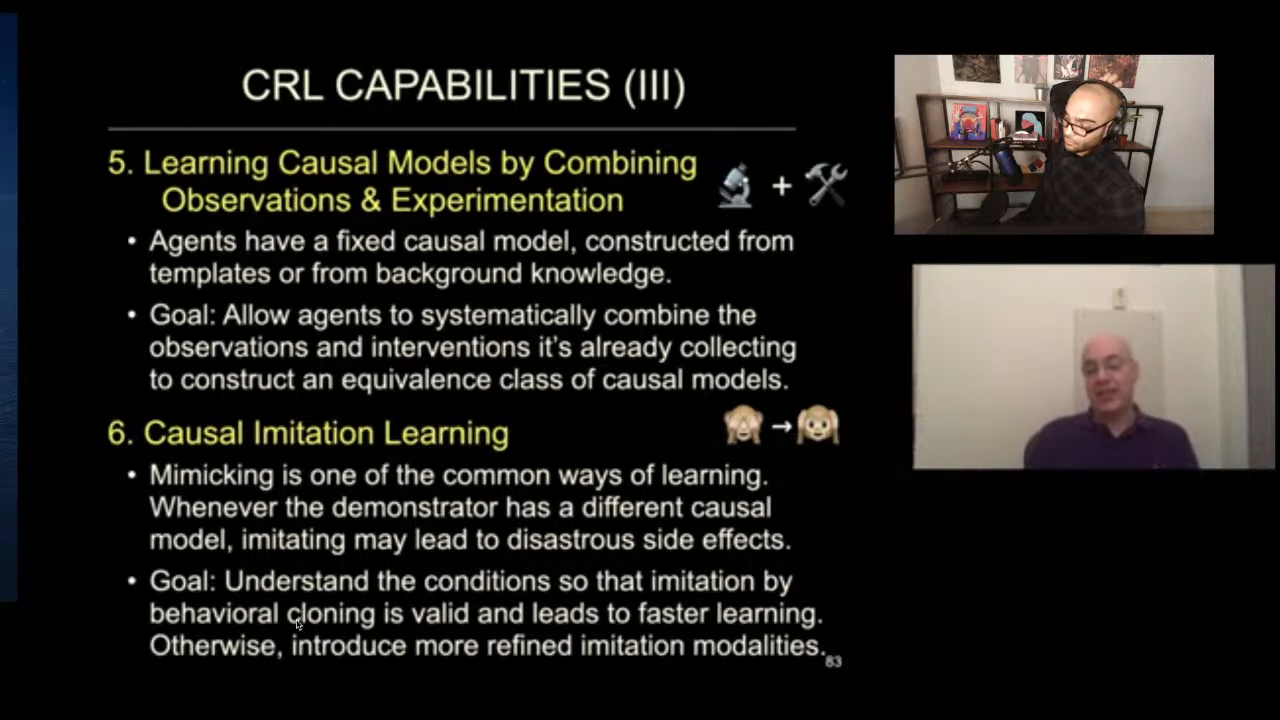 CRL CAPABILITIES (III)
5. Learning Causal Models by Combining
Observations & Experimentation
+
• Agents have a fixed causal model, constructed from
templates or from background knowledge.
• Goal: Allow agents to systematically combine the
observations and interventions it's already collecting
to construct an equivalence class of causal models.
6. Causal Imitation Learning
→
• Mimicking is one of the common ways of learning.
Whenever the demonstrator has a different causal
model, imitating may lead to disastrous side effects.
• Goal: Understand the conditions so that imitation by
behavioral cloning is valid and leads to faster learning.
Otherwise, introduce more refined imitation modalities.
83